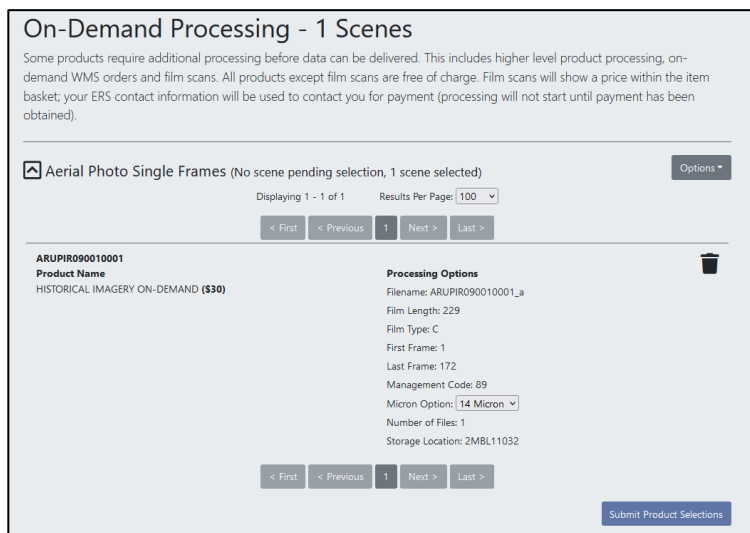 On-Demand Processing - 1 Scenes
Some products require additional processing before data can be delivered. This includes higher level product processing, on-
demand WMS orders and film scans. All products except film scans are free of charge. Film scans will show a price within the item
basket; your ERS contact information will be used to contact you for payment (processing will not start until payment has been
obtained).
Aerial Photo Single Frames (No scene pending selection, 1 scene selected)
Options
Displaying 1 - 1 of 1 Results Per Page: 100
< First < Previous 1 Next > Last >
ARUPIR090010001
Product Name
HISTORICAL IMAGERY ON-DEMAND ($30)
Processing Options
Filename: ARUPIR090010001_a
Film Length: 229
Film Type: C
First Frame: 1
Last Frame: 172
Management Code: 89
Micron Option: 14 Micron
Number of Files: 1
Storage Location: 2MBL11032
< First < Previous 1 Next > Last >
Submit Product Selections